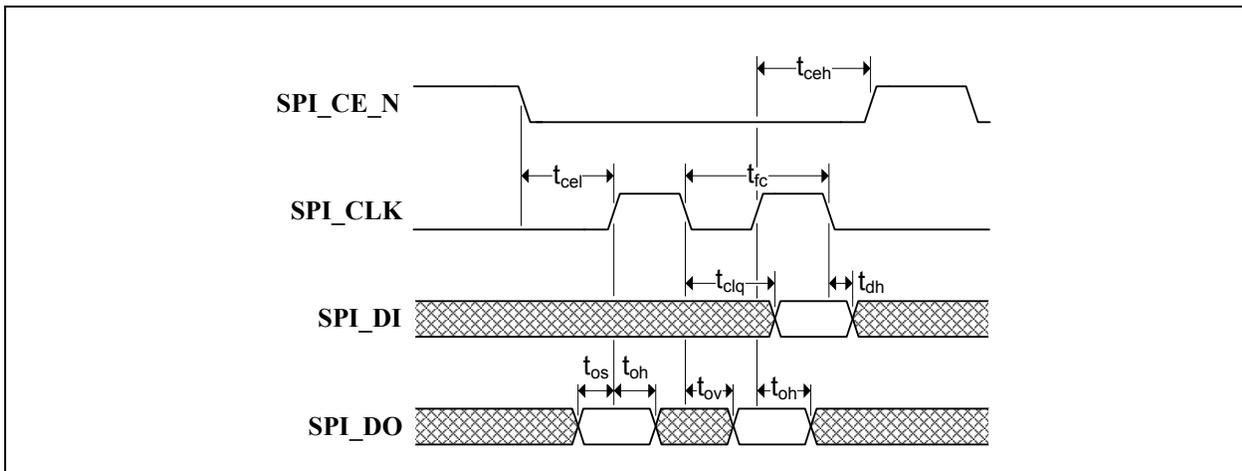 t_ceh
SPI_CE_N
t_cel
t_fc
SPI_CLK
t_clq
t_dh
SPI_DI
t_os
t_oh
t_ov
t_oh
SPI_DO